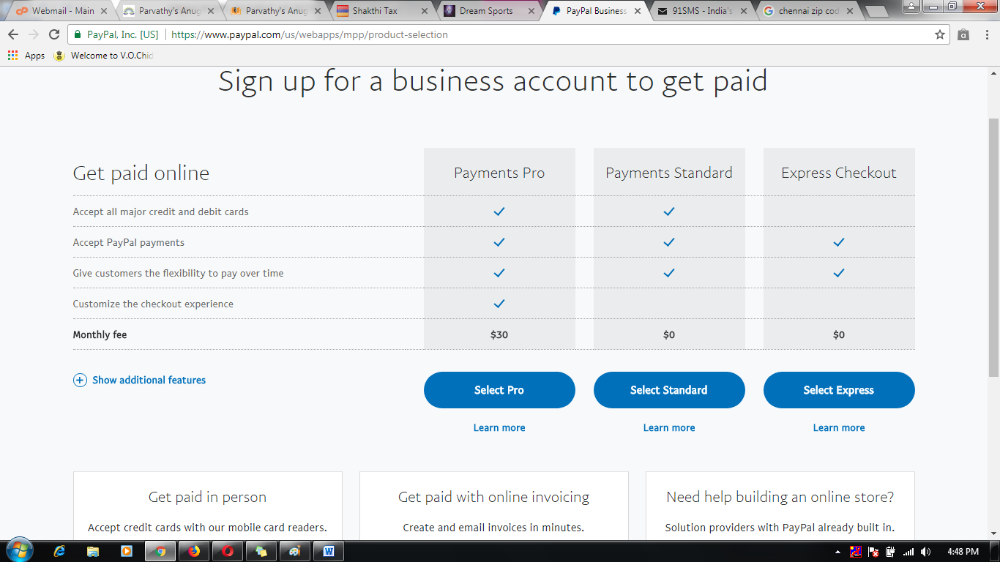 Webmail - Main
Parvathy's Anug
Parvathy's Anug
Shakthi Tax
Dream Sports
PayPal Business
91SMS - India's
chennai zip cod
PayPal, Inc. [US]
https://www.paypal.com/us/webapps/mpp/product-selection
Apps
Welcome to V.O.Chid
Sign up for a business account to get paid
Get paid online
Payments Pro
Payments Standard
Express Checkout
Accept all major credit and debit cards
Accept PayPal payments
Give customers the flexibility to pay over time
Customize the checkout experience
Monthly fee
$30
$0
$0
Show additional features
Select Pro
Select Standard
Select Express
Learn more
Learn more
Learn more
Get paid in person
Accept credit cards with our mobile card readers.
Get paid with online invoicing
Create and email invoices in minutes.
Need help building an online store?
Solution providers with PayPal already built in.
4:48 PM